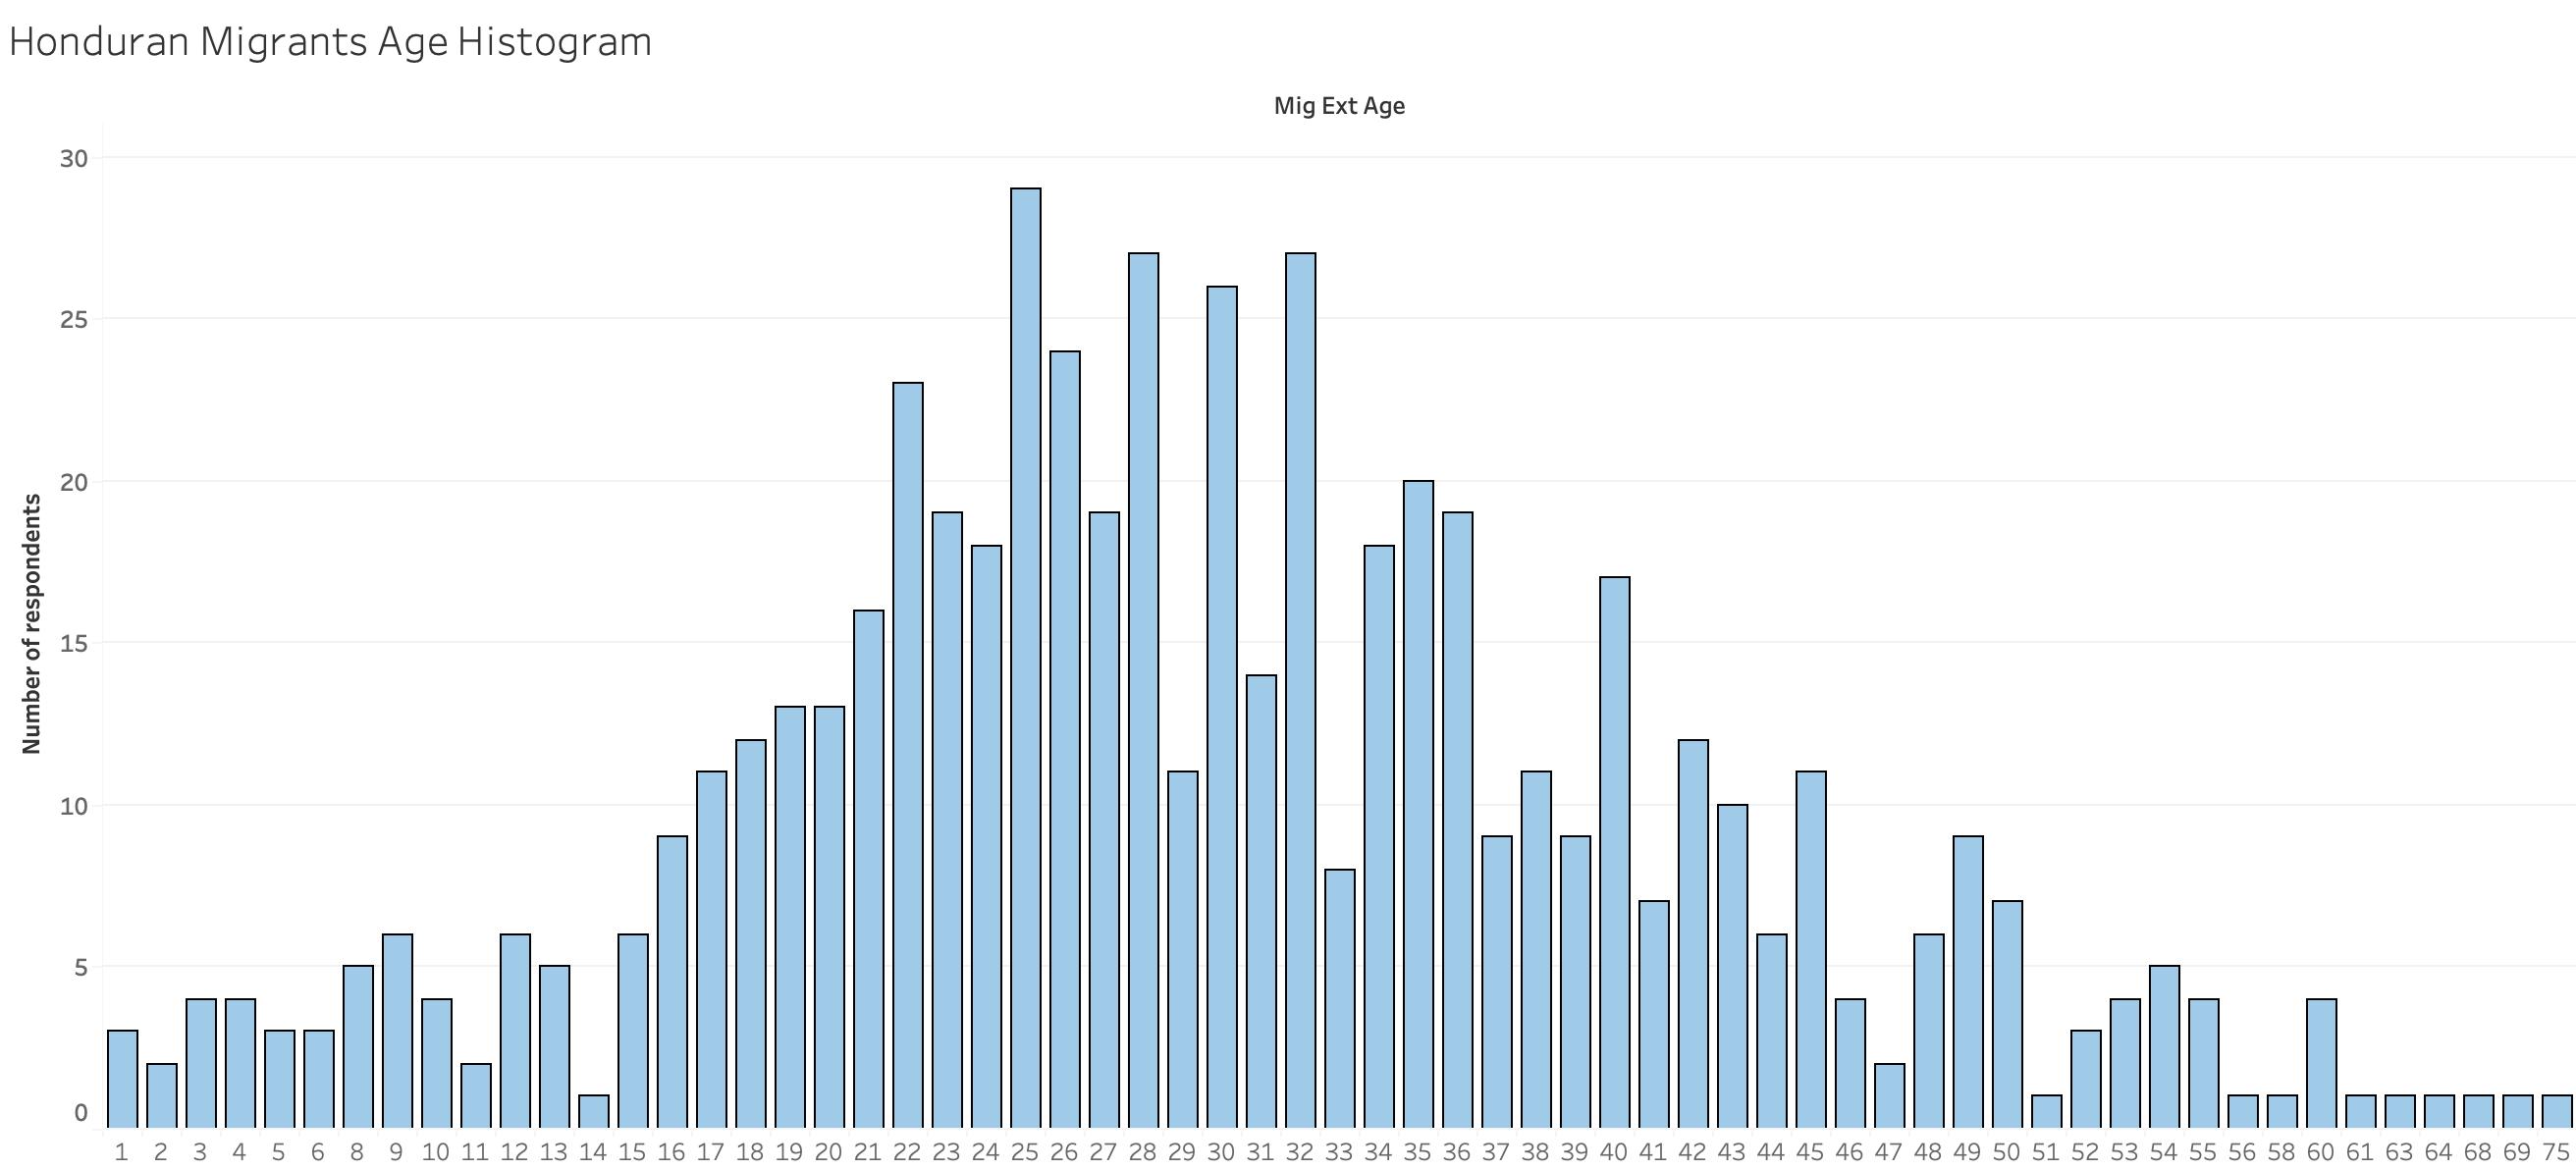 Honduran Migrants Age Histogram
Mig Ext Age
30
25
20
15
10
5
0
Number of respondents
1 2 3 4 5 6 8 9 10 11 12 13 14 15 16 17 18 19 20 21 22 23 24 25 26 27 28 29 30 31 32 33 34 35 36 37 38 39 40 41 42 43 44 45 46 47 48 49 50 51 52 53 54 55 56 58 60 61 63 64 68 69 75